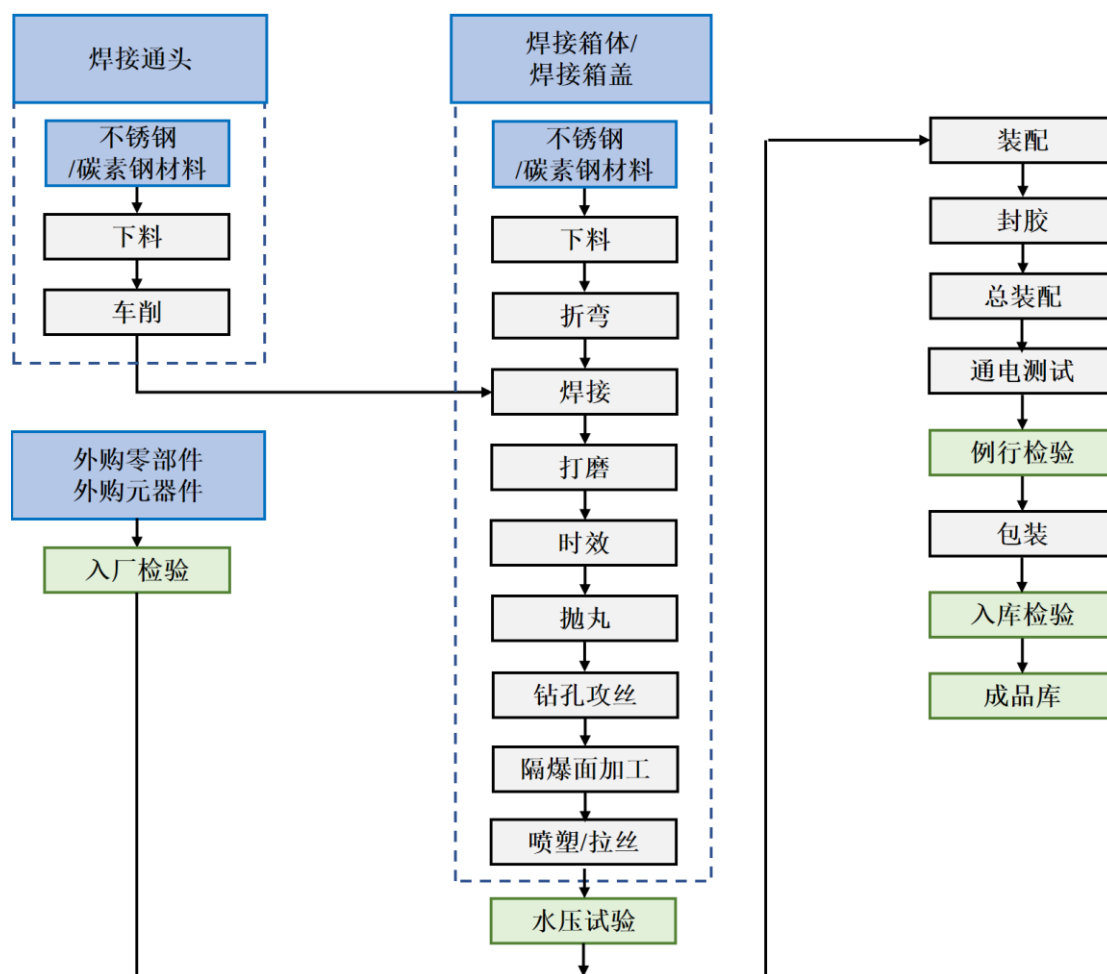 焊接通头
不锈钢
/碳素钢材料
下料
车削
外购零部件
外购元器件
入厂检验
焊接箱体/
焊接箱盖
不锈钢
/碳素钢材料
下料
折弯
焊接
打磨
时效
抛丸
钻孔攻丝
隔爆面加工
喷塑/拉丝
水压试验
装配
封胶
总装配
通电测试
例行检验
包装
入库检验
成品库